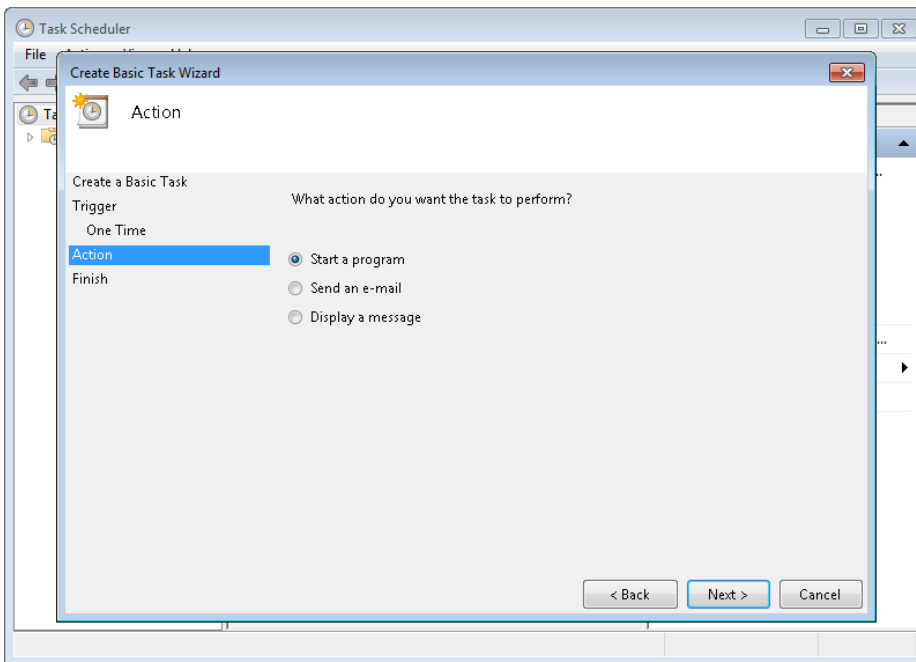 Task Scheduler
File
Create Basic Task Wizard
Action
Create a Basic Task
Trigger
One Time
Action
Finish
What action do you want the task to perform?
Start a program
Send an e-mail
Display a message
< Back
Next >
Cancel